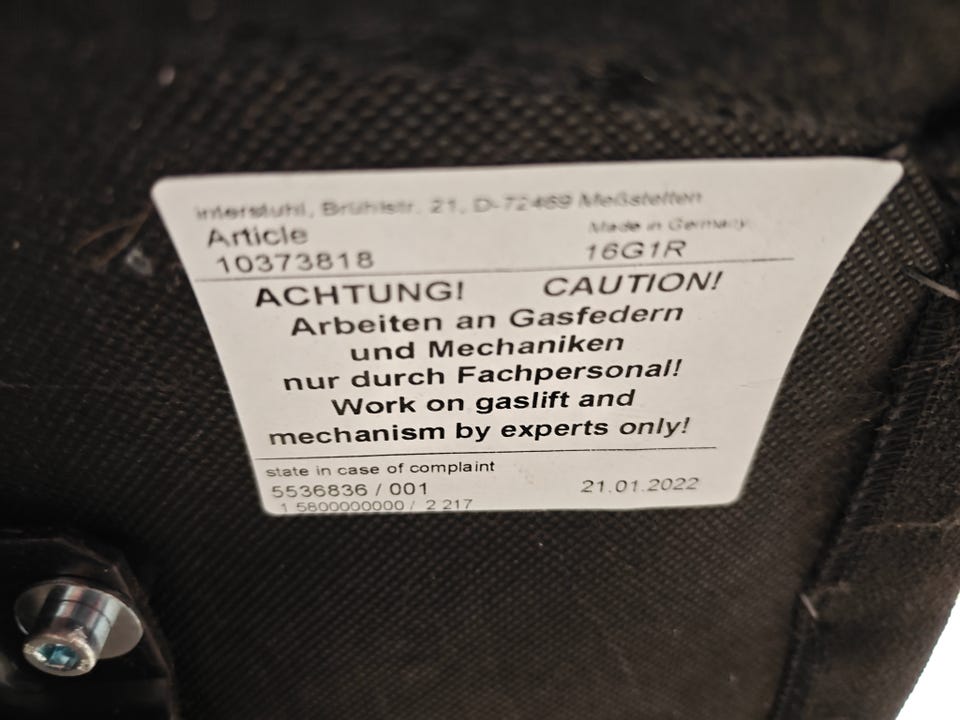 interstuhl, Brühlstr. 21, D-72469 Meßstetten
Article Made in Germany
10373818 16G1R
ACHTUNG! CAUTION!
Arbeiten an Gasfedern
und Mechaniken
nur durch Fachpersonal!
Work on gaslift and
mechanism by experts only!
state in case of complaint
5536836 / 001 21.01.2022
1 5800000000 / 2 217